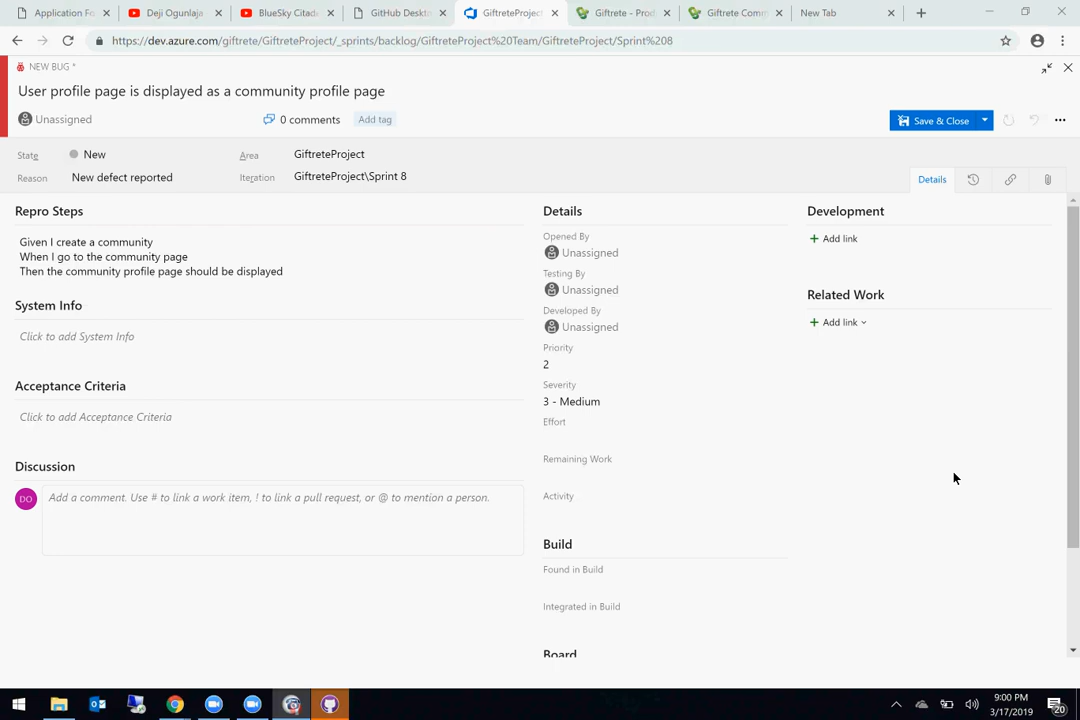 Application Fo
Deji Ogunlaja
BlueSky Citade
GitHub Deskto
GiftreteProjec
Giftrete - Prod
Giftrete Comm
New Tab
https://dev.azure.com/giftrete/GiftreteProject/_sprints/backlog/GiftreteProject%20Team/GiftreteProject/Sprint%208
NEW BUG *
User profile page is displayed as a community profile page
Unassigned
0 comments
Add tag
Save & Close
State
New
Area
GiftreteProject
Reason
New defect reported
Iteration
GiftreteProject\Sprint 8
Details
Repro Steps
Given I create a community
When I go to the community page
Then the community profile page should be displayed
System Info
Click to add System Info
Acceptance Criteria
Click to add Acceptance Criteria
Discussion
DO
Add a comment. Use # to link a work item, ! to link a pull request, or @ to mention a person.
Details
Opened By
Unassigned
Testing By
Unassigned
Developed By
Unassigned
Priority
2
Severity
3 - Medium
Effort
Remaining Work
Activity
Build
Found in Build
Integrated in Build
Board
Development
Add link
Related Work
Add link
9:00 PM
3/17/2019
20